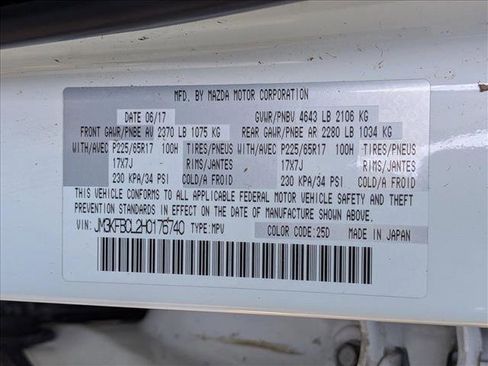 MFD. BY MAZDA MOTOR CORPORATION
DATE 06/17 GVWR/PNBV 4643 LB 2106 KG
FRONT GAWR/PNBE AV 2370 LB 1075 KG REAR GAWR/PNBE AR 2280 LB 1034 KG
WITH/AVEC P225/65R17 100H TIRES/PNEUS WITH/AVEC P225/65R17 100H TIRES/PNEUS
17X7J RIMS/JANTES 17X7J RIMS/JANTES
230 KPA/34 PSI COLD/A FROID 230 KPA/34 PSI COLD/A FROID
THIS VEHICLE CONFORMS TO ALL APPLICABLE FEDERAL MOTOR VEHICLE SAFETY AND THEFT
PREVENTION STANDARDS IN EFFECT ON THE DATE OF MANUFACTURE SHOWN ABOVE.
VIN: JM3KFBCL2H0176740 TYPE:MPV COLOR CODE:25D MADE IN JAPAN